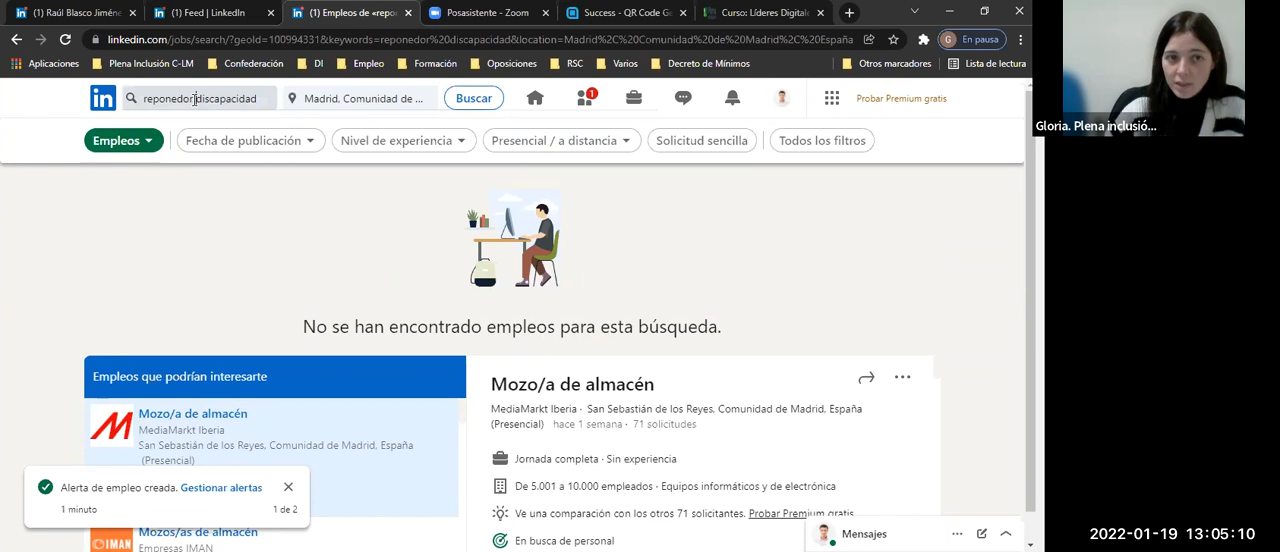 (1) Raúl Blasco Jiméne
(1) Feed | LinkedIn
(1) Empleos de «repon
Posasistente - Zoom
Success - QR Code Ge
Curso: Líderes Digitale
linkedin.com/jobs/search/?geoId=100994331&keywords=reponedor%20discapacidad&location=Madrid%2C%20Comunidad%20de%20Madrid%2C%20España
G En pausa
Aplicaciones
Plena Inclusión C-LM
Confederación
DI
Empleo
Formación
Oposiciones
RSC
Varios
Decreto de Mínimos
Otros marcadores
Lista de lectura
in
reponedor discapacidad
Madrid, Comunidad de ...
Buscar
1
Probar Premium gratis
Empleos
Fecha de publicación
Nivel de experiencia
Presencial / a distancia
Solicitud sencilla
Todos los filtros
No se han encontrado empleos para esta búsqueda.
Empleos que podrían interesarte
Mozo/a de almacén
MediaMarkt Iberia
San Sebastián de los Reyes, Comunidad de Madrid, España
(Presencial)
Alerta de empleo creada. Gestionar alertas
1 minuto
1 de 2
Mozos/as de almacén
IMAN
Empresas IMAN
Mozo/a de almacén
MediaMarkt Iberia · San Sebastián de los Reyes, Comunidad de Madrid, España
(Presencial) hace 1 semana · 71 solicitudes
Jornada completa · Sin experiencia
De 5.001 a 10.000 empleados · Equipos informáticos y de electrónica
Ve una comparación con los otros 71 solicitantes. Probar Premium gratis
En busca de personal
Mensajes
Gloria. Plena inclusió...
2022-01-19 13:05:10